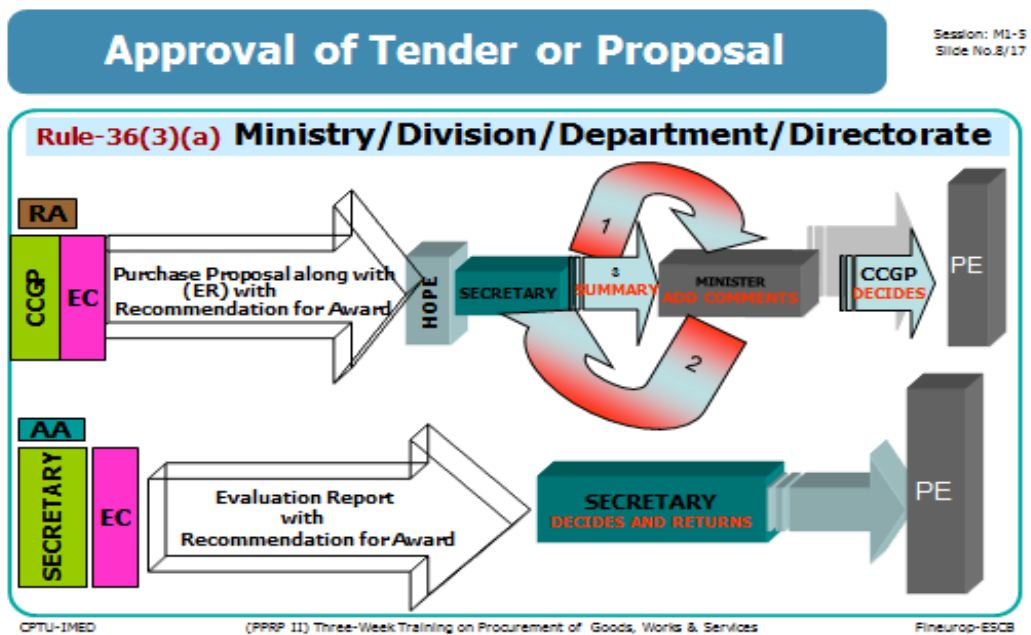 Approval of Tender or Proposal
Session: M1-5
Slide No.8/17
Rule-36(3)(a) Ministry/Division/Department/Directorate
RA
CCGP
EC
Purchase Proposal along with
(ER) with
Recommendation for Award
HOPE
SECRETARY
1
SUMMARY
2
MINISTER
ADD COMMENTS
CCGP
DECIDES
PE
AA
SECRETARY
EC
Evaluation Report
with
Recommendation for Award
SECRETARY
DECIDES AND RETURNS
PE
CPTU-IMED
(PPRP II) Three-Week Training on Procurement of Goods, Works & Services
Fineurop-ESCB